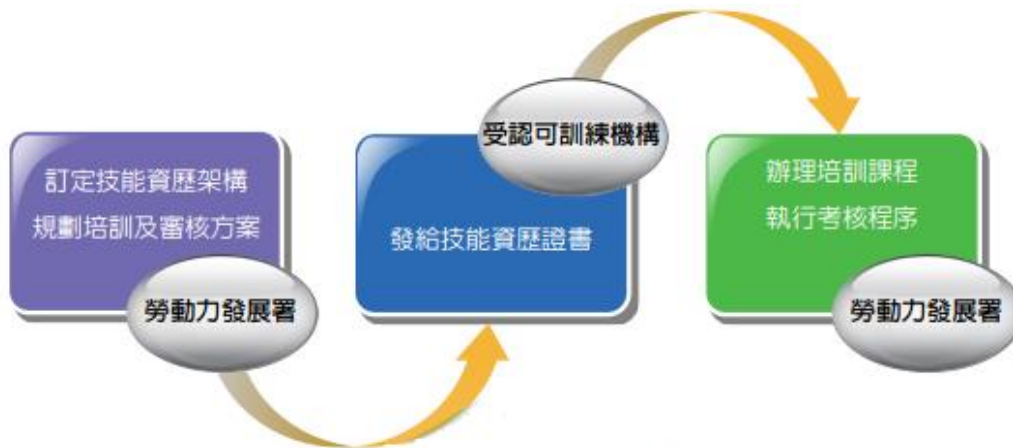 訂定技能資歷架構
規劃培訓及審核方案
勞動力發展署
受認可訓練機構
發給技能資歷證書
辦理培訓課程
執行考核程序
勞動力發展署